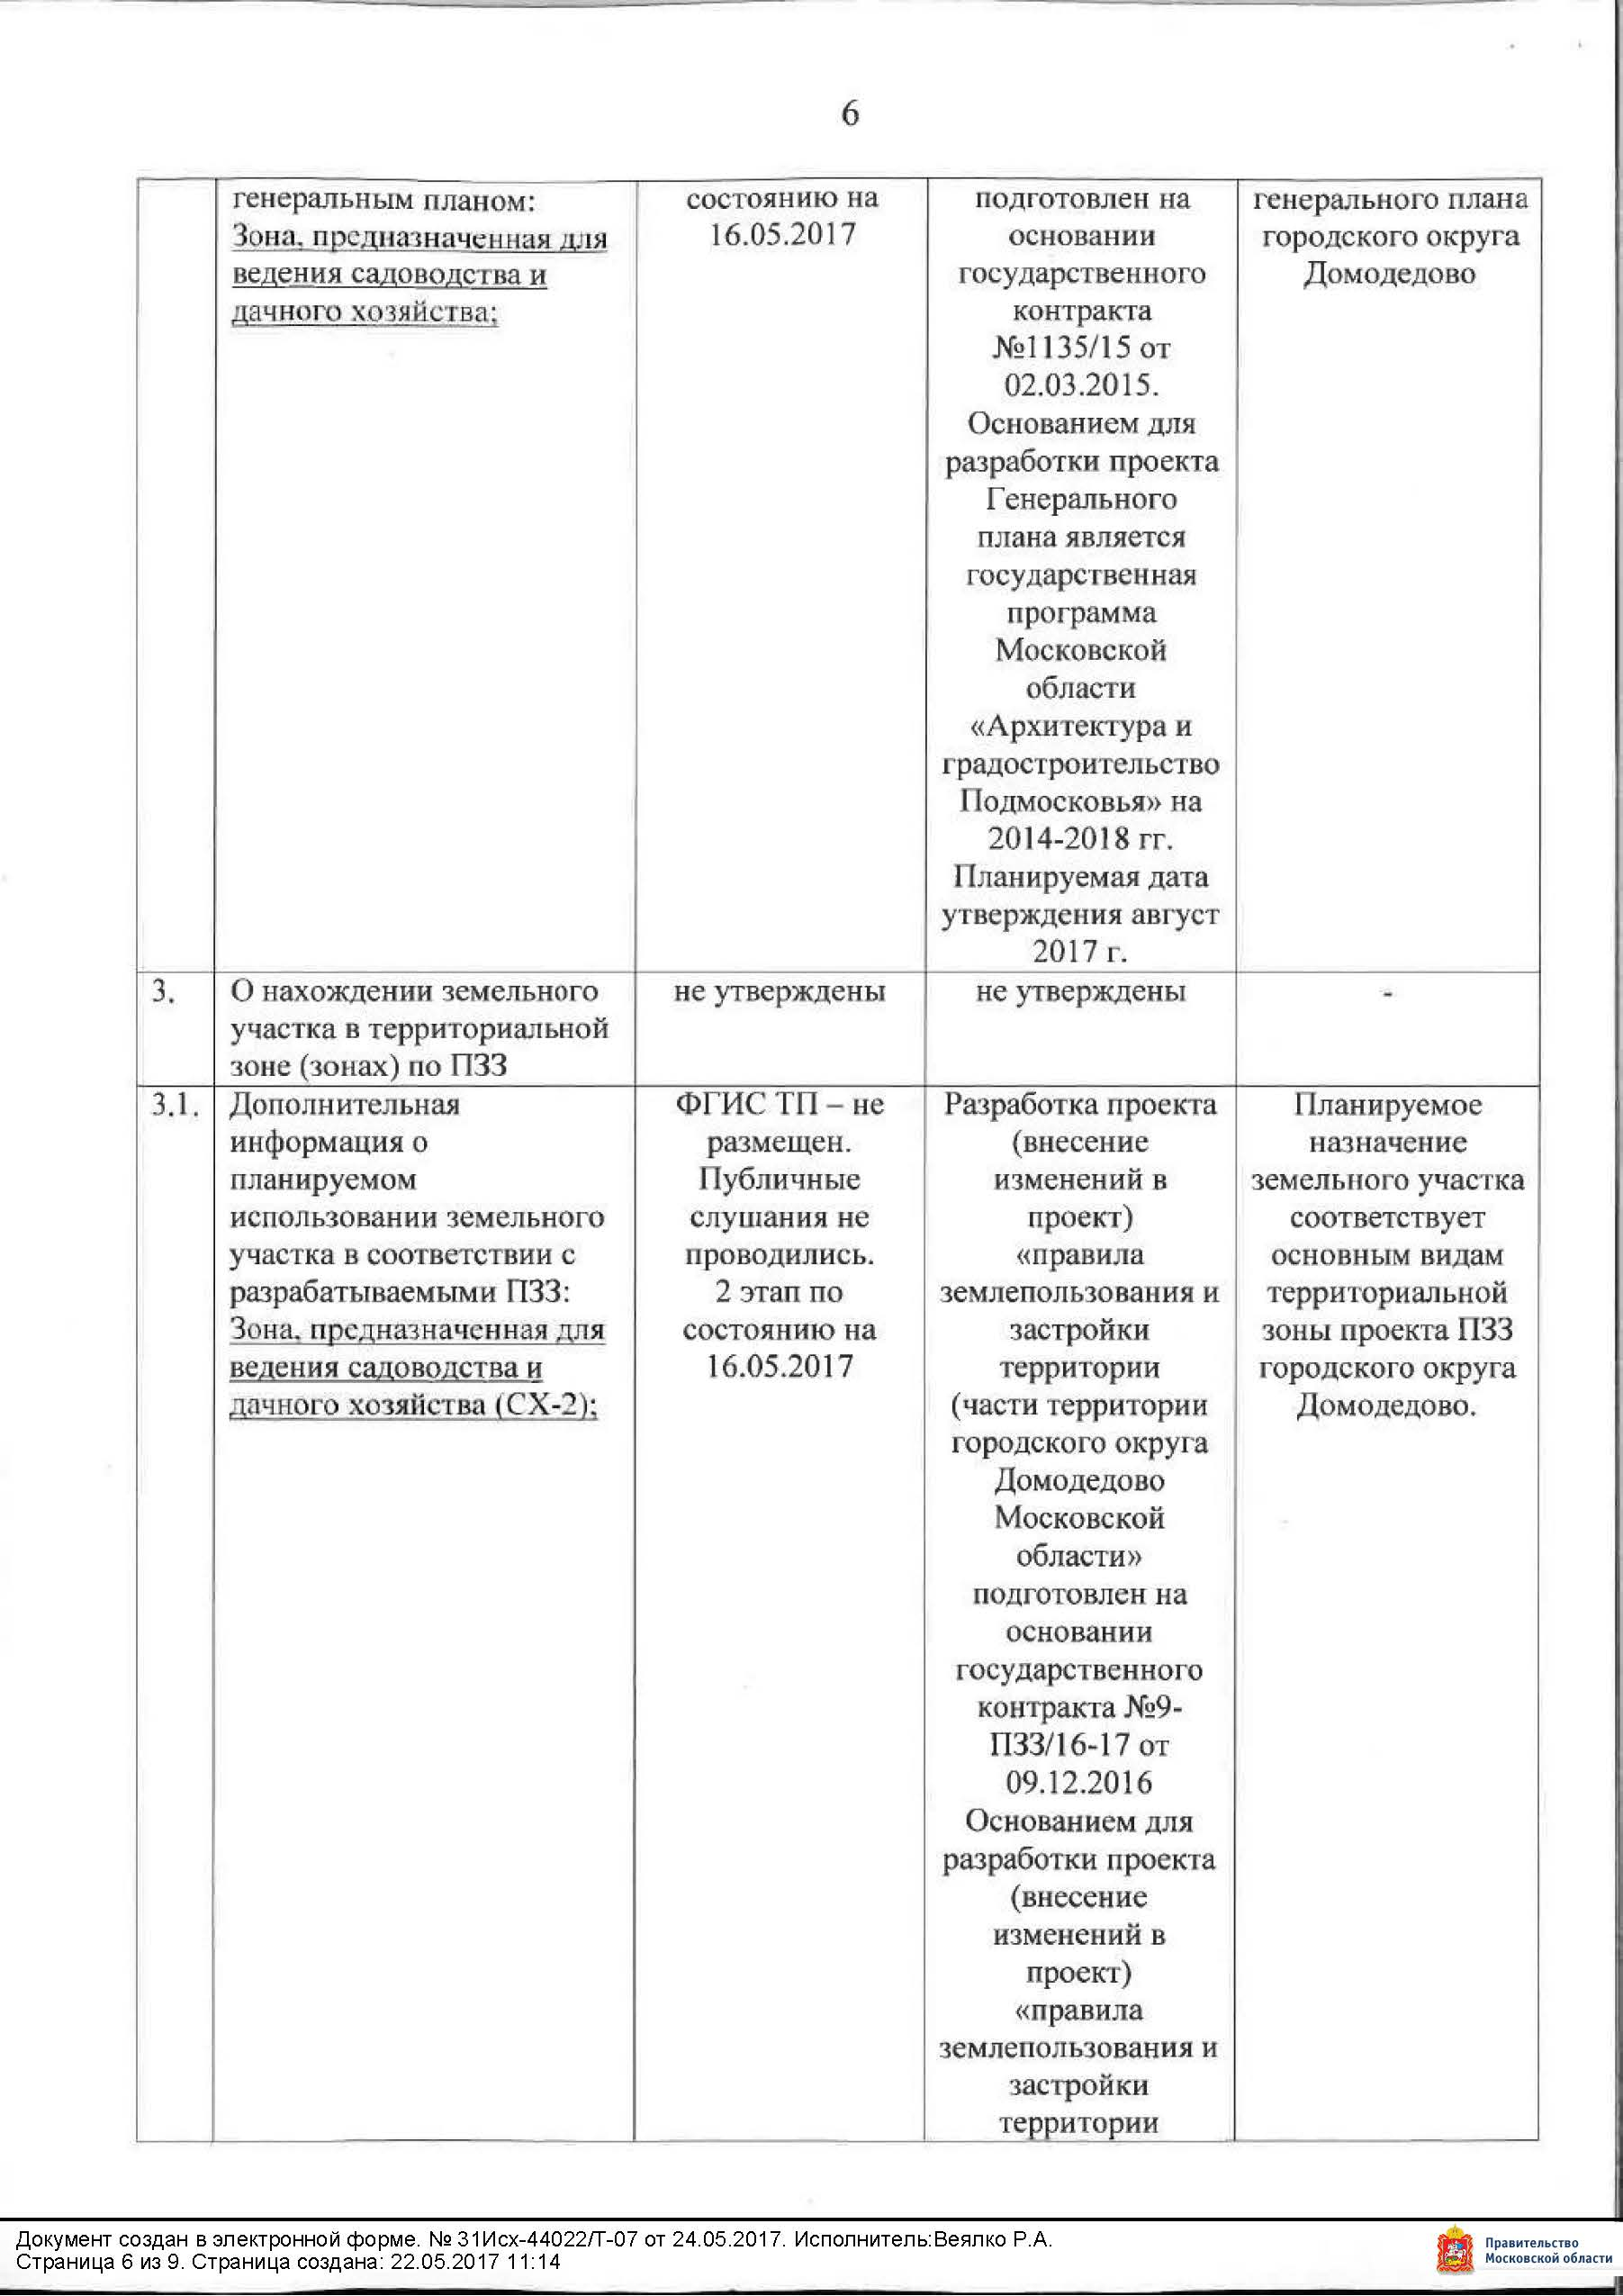 6
генеральным планом:
Зона, предназначенная для
ведения садоводства и
дачного хозяйства;
состоянию на
16.05.2017
подготовлен на
основании
государственного
контракта
№1135/15 от
02.03.2015.
Основанием для
разработки проекта
Генерального
плана является
государственная
программа
Московской
области
«Архитектура и
градостроительство
Подмосковья» на
2014-2018 гг.
Планируемая дата
утверждения август
2017 г.
генерального плана
городского округа
Домодедово
3.
О нахождении земельного
участка в территориальной
зоне (зонах) по ПЗЗ
не утверждены
не утверждены
-
3.1.
Дополнительная
информация о
планируемом
использовании земельного
участка в соответствии с
разрабатываемыми ПЗЗ:
Зона, предназначенная для
ведения садоводства и
дачного хозяйства (СХ-2);
ФГИС ТП – не
размещен.
Публичные
слушания не
проводились.
2 этап по
состоянию на
16.05.2017
Разработка проекта
(внесение
изменений в
проект)
«правила
землепользования и
застройки
территории
(части территории
городского округа
Домодедово
Московской
области»
подготовлен на
основании
государственного
контракта №9-
ПЗЗ/16-17 от
09.12.2016
Основанием для
разработки проекта
(внесение
изменений в
проект)
«правила
землепользования и
застройки
территории
Планируемое
назначение
земельного участка
соответствует
основным видам
территориальной
зоны проекта ПЗЗ
городского округа
Домодедово.
Документ создан в электронной форме. № 31Исх-44022/Т-07 от 24.05.2017. Исполнитель:Веялко Р.А.
Страница 6 из 9. Страница создана: 22.05.2017 11:14
Правительство
Московской области